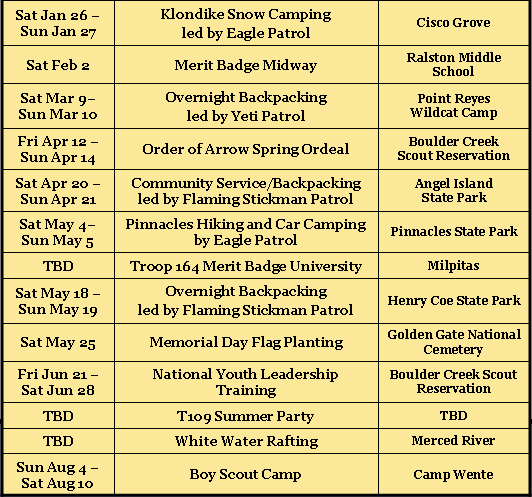 Sat Jan 26 –
Sun Jan 27
Klondike Snow Camping
led by Eagle Patrol
Cisco Grove
Sat Feb 2
Merit Badge Midway
Ralston Middle
School
Sat Mar 9–
Sun Mar 10
Overnight Backpacking
led by Yeti Patrol
Point Reyes
Wildcat Camp
Fri Apr 12 –
Sun Apr 14
Order of Arrow Spring Ordeal
Boulder Creek
Scout Reservation
Sat Apr 20 –
Sun Apr 21
Community Service/Backpacking
led by Flaming Stickman Patrol
Angel Island
State Park
Sat May 4–
Sun May 5
Pinnacles Hiking and Car Camping
by Eagle Patrol
Pinnacles State Park
TBD
Troop 164 Merit Badge University
Milpitas
Sat May 18 –
Sun May 19
Overnight Backpacking
led by Flaming Stickman Patrol
Henry Coe State Park
Sat May 25
Memorial Day Flag Planting
Golden Gate National
Cemetery
Fri Jun 21 –
Sat Jun 28
National Youth Leadership
Training
Boulder Creek Scout
Reservation
TBD
T109 Summer Party
TBD
TBD
White Water Rafting
Merced River
Sun Aug 4 –
Sat Aug 10
Boy Scout Camp
Camp Wente